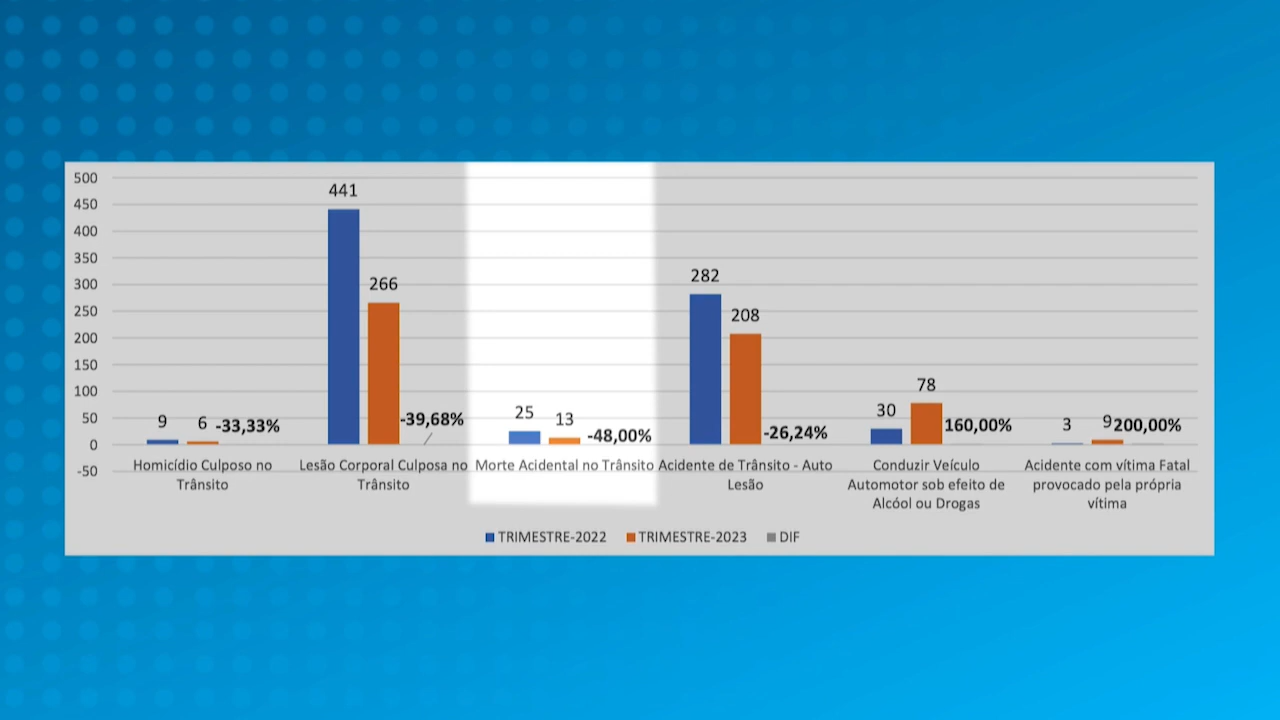 500
450
400
350
300
250
200
150
100
50
0
-50
9
6
-33,33%
441
266
-39,68%
25
13
-48,00%
282
208
-26,24%
30
78
160,00%
3
9
200,00%
Homicídio Culposo no
Trânsito
Lesão Corporal Culposa no
Trânsito
Morte Acidental no Trânsito
Acidente de Trânsito - Auto
Lesão
Conduzir Veículo
Automotor sob efeito de
Alcóol ou Drogas
Acidente com vítima Fatal
provocado pela própria
vítima
TRIMESTRE-2022
TRIMESTRE-2023
DIF